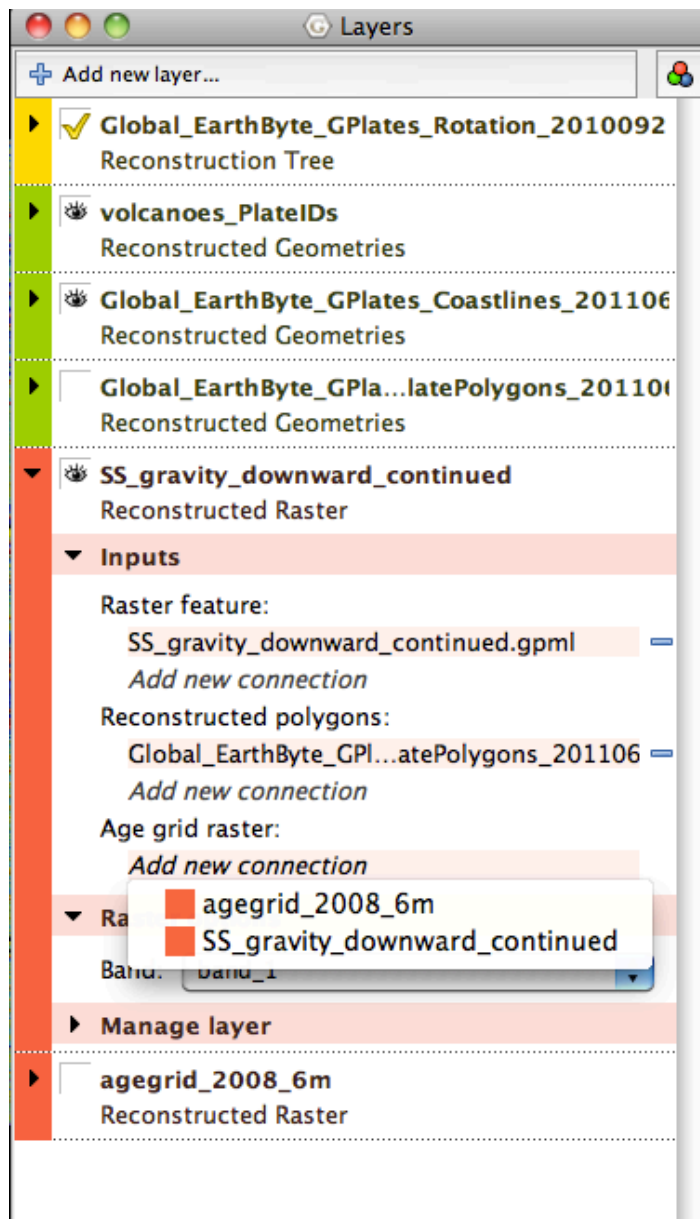 Layers
Add new layer...
Global_EarthByte_GPlates_Rotation_2010092
Reconstruction Tree
volcanoes_PlateIDs
Reconstructed Geometries
Global_EarthByte_GPlates_Coastlines_201106
Reconstructed Geometries
Global_EarthByte_GPla...latePolygons_20110
Reconstructed Geometries
SS_gravity_downward_continued
Reconstructed Raster
Inputs
Raster feature:
SS_gravity_downward_continued.gpml
Add new connection
Reconstructed polygons:
Global_EarthByte_GPl...atePolygons_201106
Add new connection
Age grid raster:
Add new connection
agegrid_2008_6m
Ra
SS_gravity_downward_continued
Band: band_1
Manage layer
agegrid_2008_6m
Reconstructed Raster